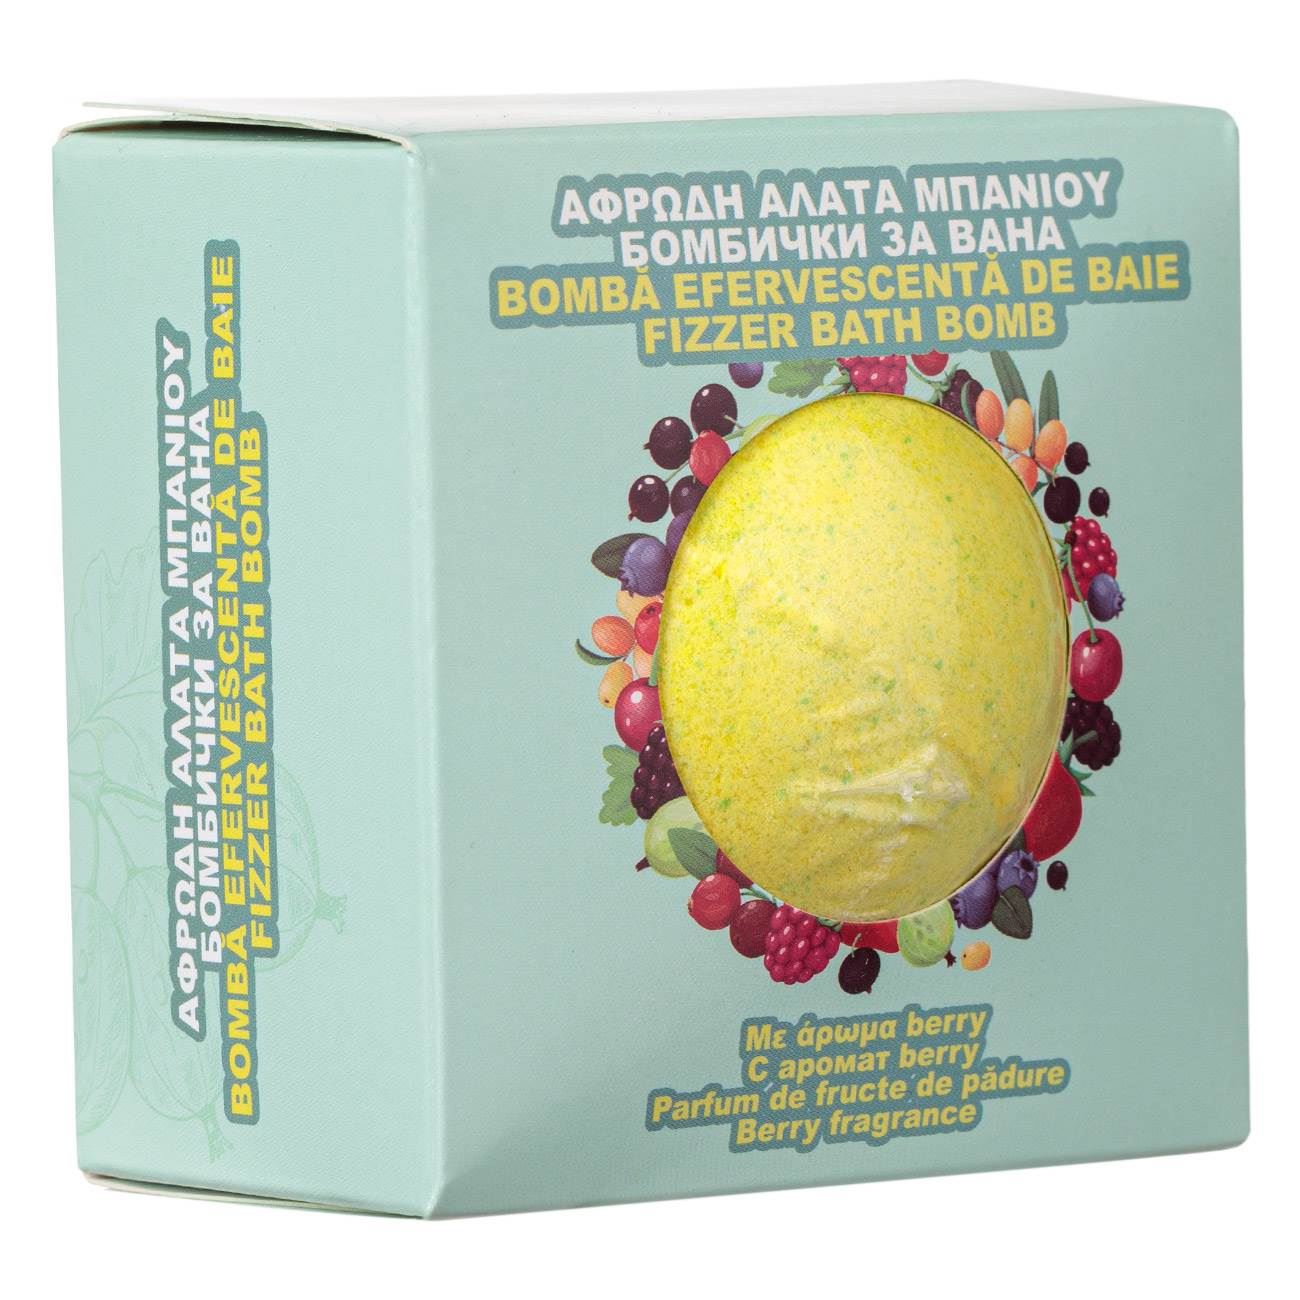 ΑΦΡΩΔΗ ΑΛΑΤΑ ΜΠΑΝΙΟΥ
БОМБИЧКИ ЗА ВАНА
BOMBĂ EFERVESCENTĂ DE BAIE
FIZZER BATH BOMB
Με άρωμα berry
С аромат berry
Parfum de fructe de pădure
Berry fragrance
ΑΦΡΩΔΗ ΑΛΑΤΑ ΜΠΑΝΙΟΥ
БОМБИЧКИ ЗА ВАНА
BOMBĂ EFERVESCENTĂ DE BAIE
FIZZER BATH BOMB